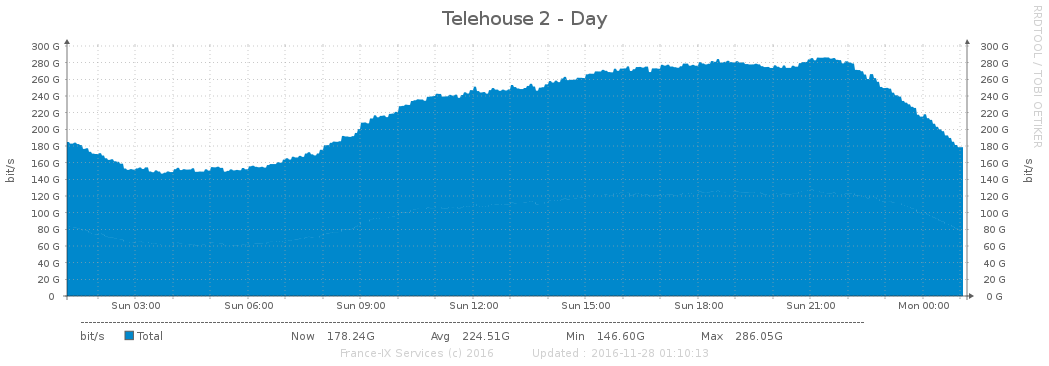 Telehouse 2 - Day
RRDTOOL / TOBI OETIKER
300 G 300 G
280 G 280 G
260 G 260 G
240 G 240 G
220 G 220 G
200 G 200 G
180 G 180 G
160 G 160 G
140 G 140 G
120 G 120 G
100 G 100 G
80 G 80 G
60 G 60 G
40 G 40 G
20 G 20 G
0 0 G
bit/s
bit/s
Sun 03:00 Sun 06:00 Sun 09:00 Sun 12:00 Sun 15:00 Sun 18:00 Sun 21:00 Mon 00:00
bit/s Total Now 178.24G Avg 224.51G Min 146.60G Max 286.05G
France-IX Services (c) 2016 Updated : 2016-11-28 01:10:13